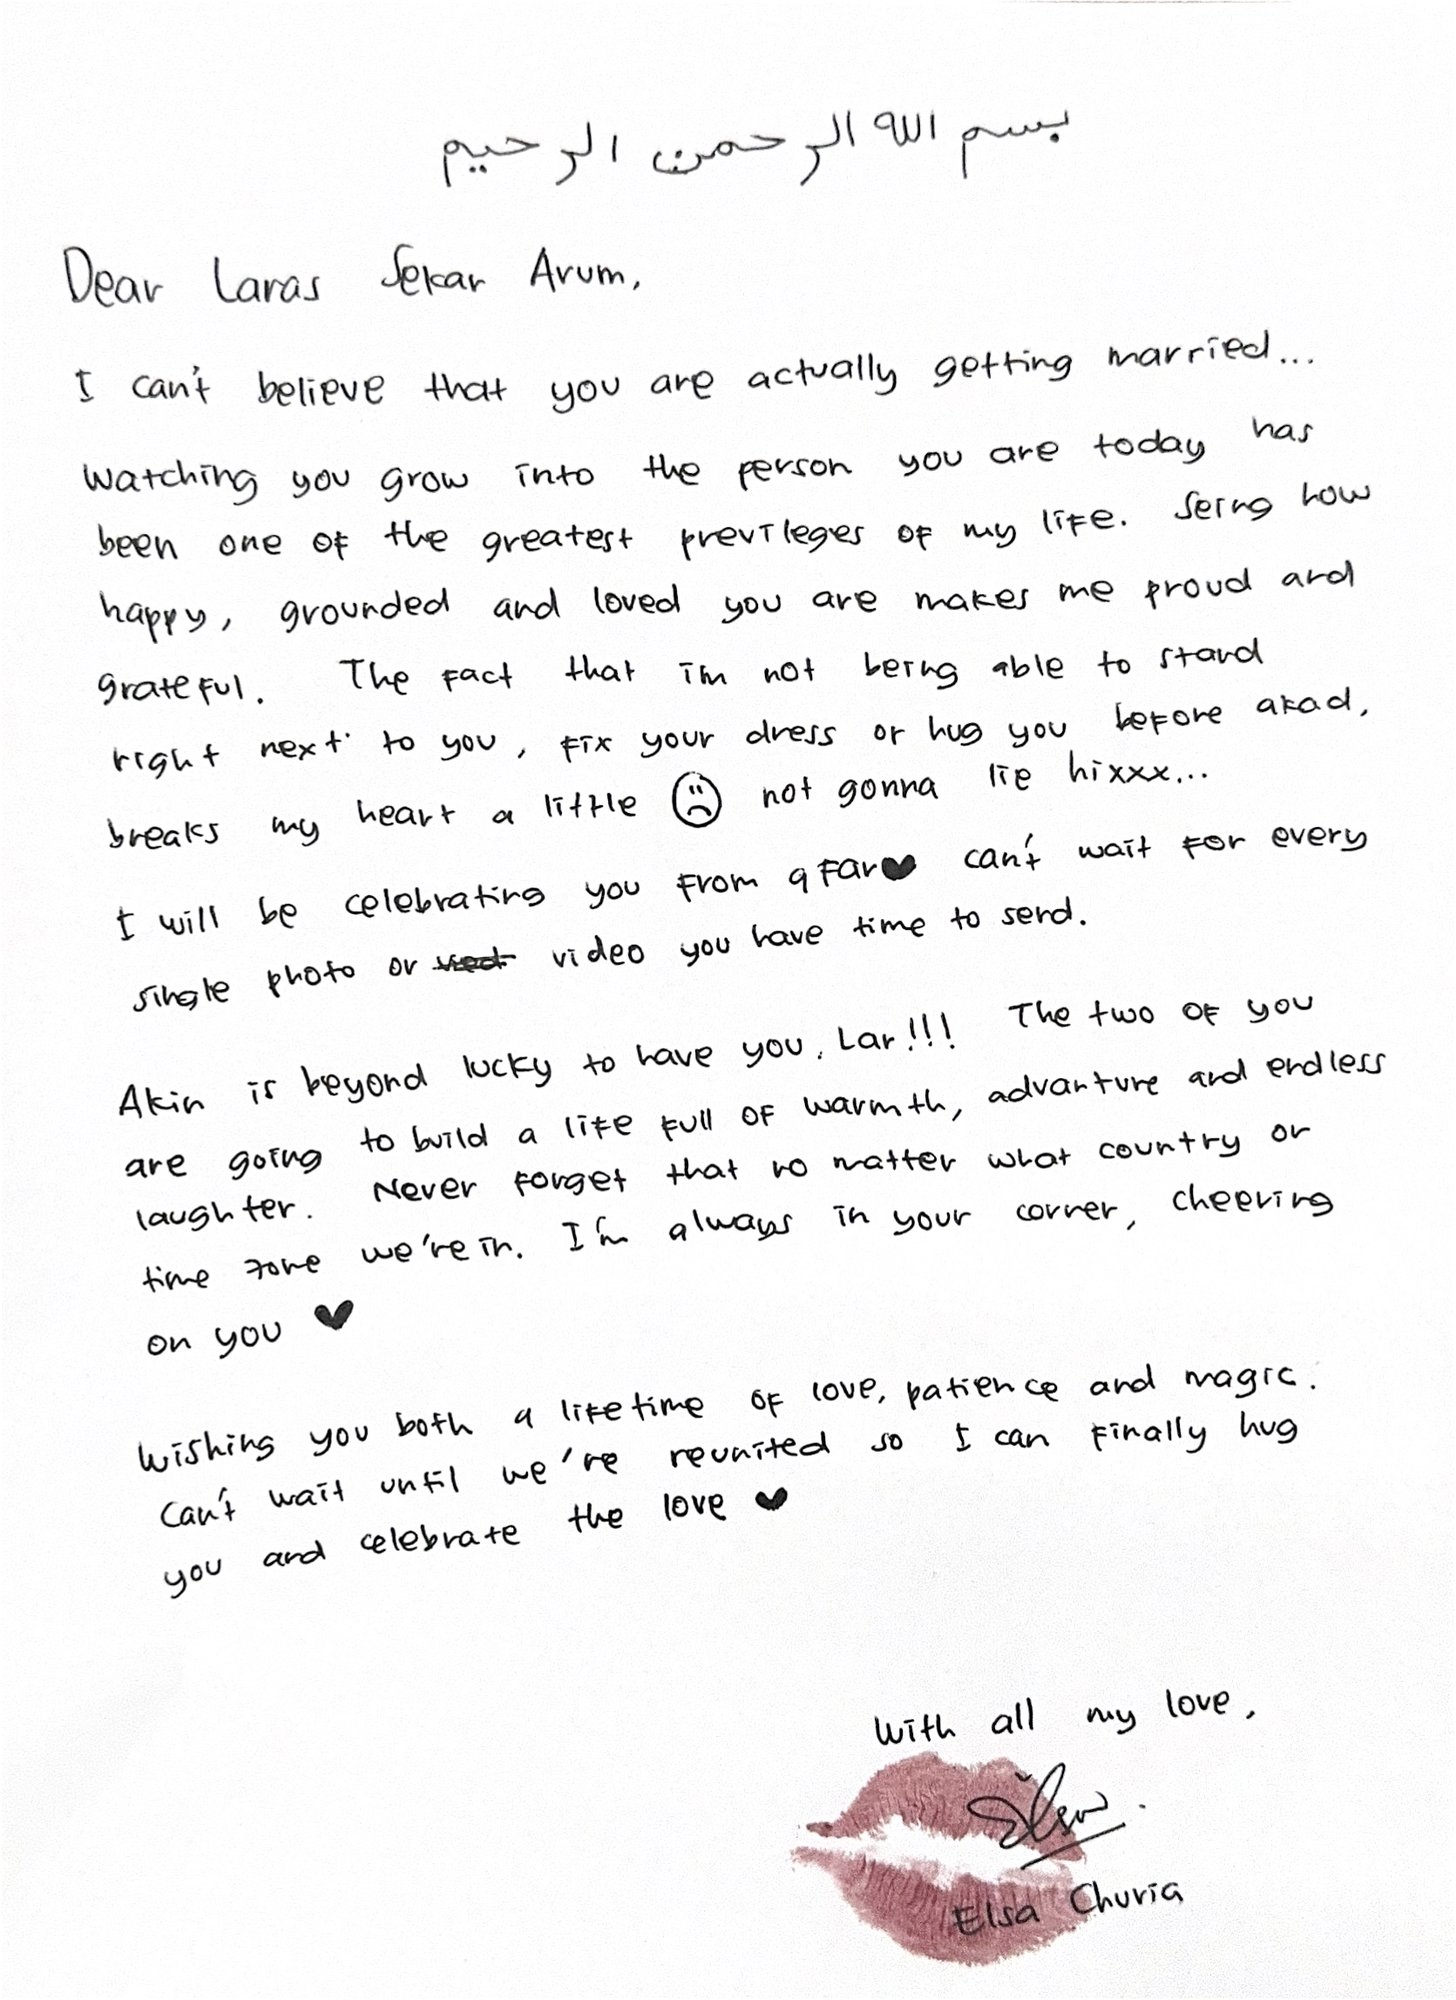 بسم الله الرحمن الرحيم
Dear Laras Sekar Arum,
I can't believe that you are actually getting married...
Watching you grow into the person you are today has
been one of the greatest previleges of my life. Seing how
happy, grounded and loved you are makes me proud and
grateful. The fact that i'm not being able to stand
right next to you, fix your dress or hug you before akad,
breaks my heart a little ☹ not gonna lie hixxx...
I will be celebrating you from afar♥ can't wait for every
single photo or video you have time to send.
Akin is beyond lucky to have you, Lar!!! The two of you
are going to build a life full of warmth, advanture and endless
laughter. Never forget that no matter what country or
time zone we're in. I'm always in your corner, cheering
on you ♥
Wishing you both a lifetime of love, patience and magic.
Can't wait until we're reunited so I can finally hug
you and celebrate the love ♥
With all my love,
Elsa.
Elsa Churia